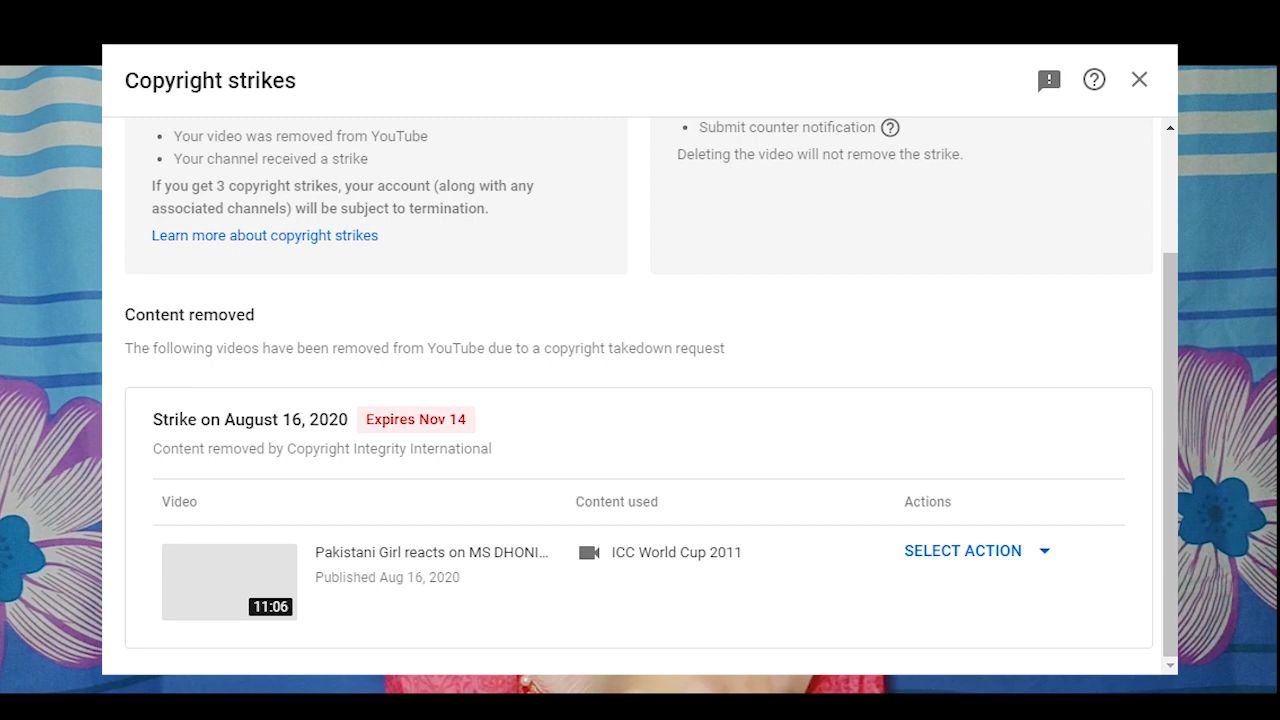 Copyright strikes
Your video was removed from YouTube
Your channel received a strike
If you get 3 copyright strikes, your account (along with any
associated channels) will be subject to termination.
Learn more about copyright strikes
Submit counter notification
Deleting the video will not remove the strike.
Content removed
The following videos have been removed from YouTube due to a copyright takedown request
Strike on August 16, 2020 Expires Nov 14
Content removed by Copyright Integrity International
Video Content used Actions
Pakistani Girl reacts on MS DHONI... ICC World Cup 2011 SELECT ACTION
Published Aug 16, 2020
11:06